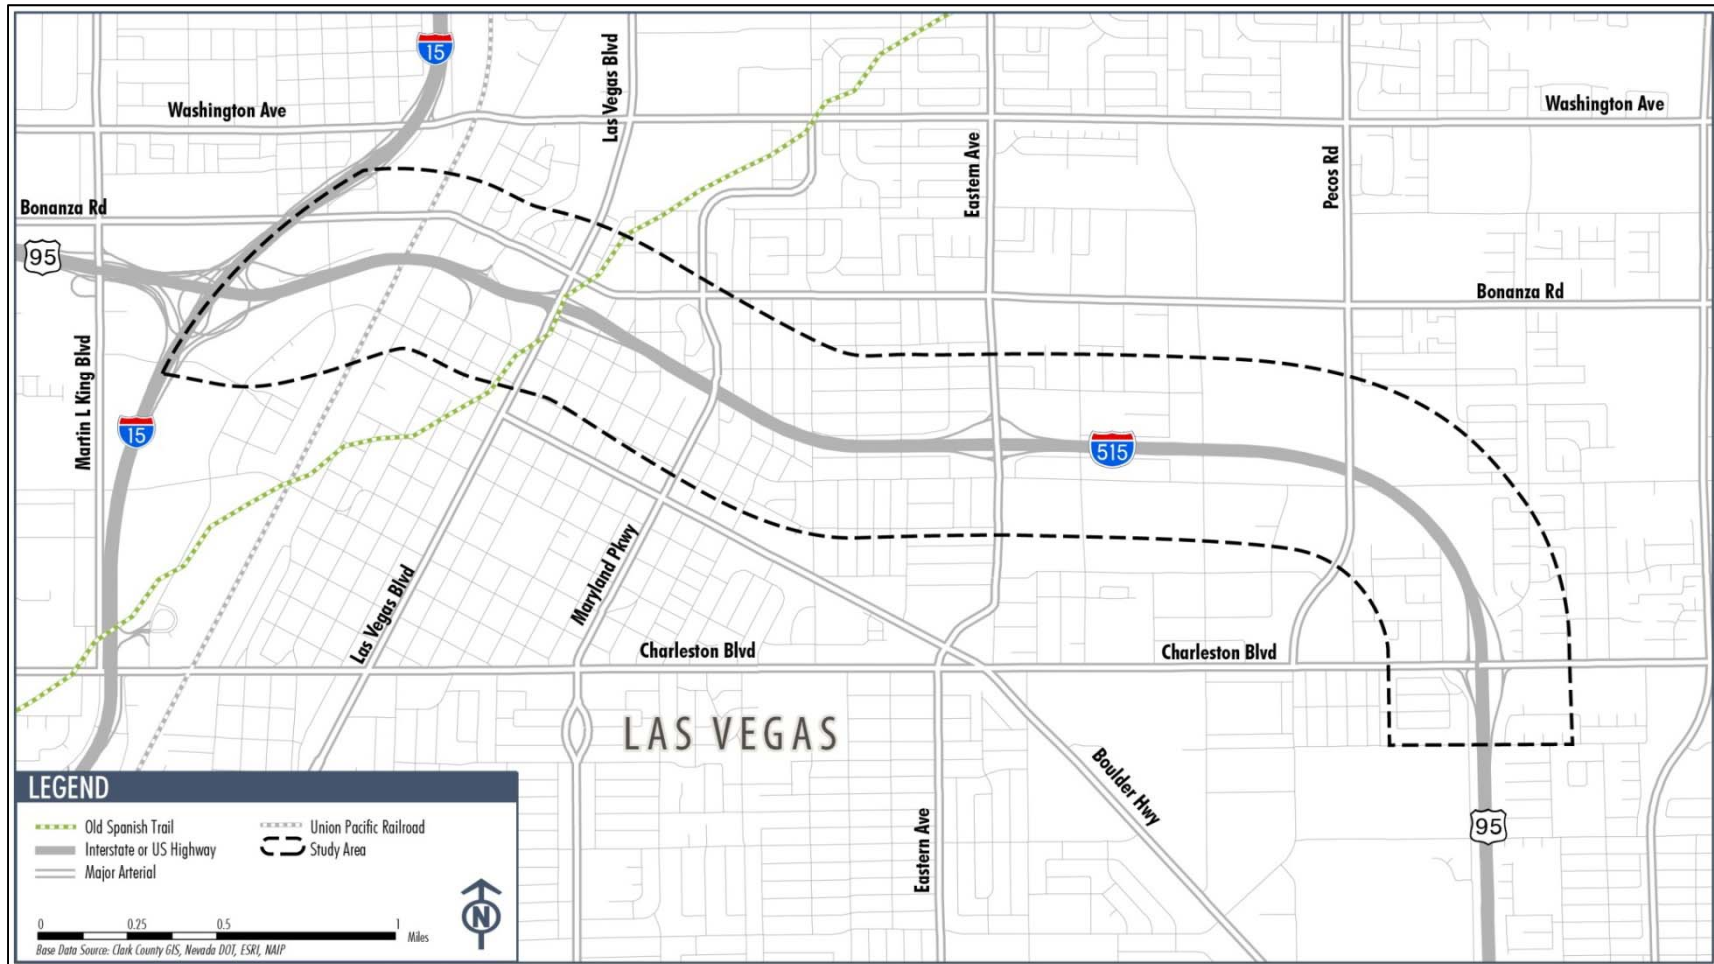 15
Las Vegas Blvd
Washington Ave
Washington Ave
Eastern Ave
Pecos Rd
Bonanza Rd
95
Bonanza Rd
Martin L King Blvd
15
515
Las Vegas Blvd
Maryland Pkwy
Charleston Blvd
Charleston Blvd
LAS VEGAS
Boulder Hwy
Eastern Ave
95
LEGEND
Old Spanish Trail
Interstate or US Highway
Major Arterial
Union Pacific Railroad
Study Area
N
0 0.25 0.5 1
Miles
Base Data Source: Clark County GIS, Nevada DOT, ESRI, NAIP